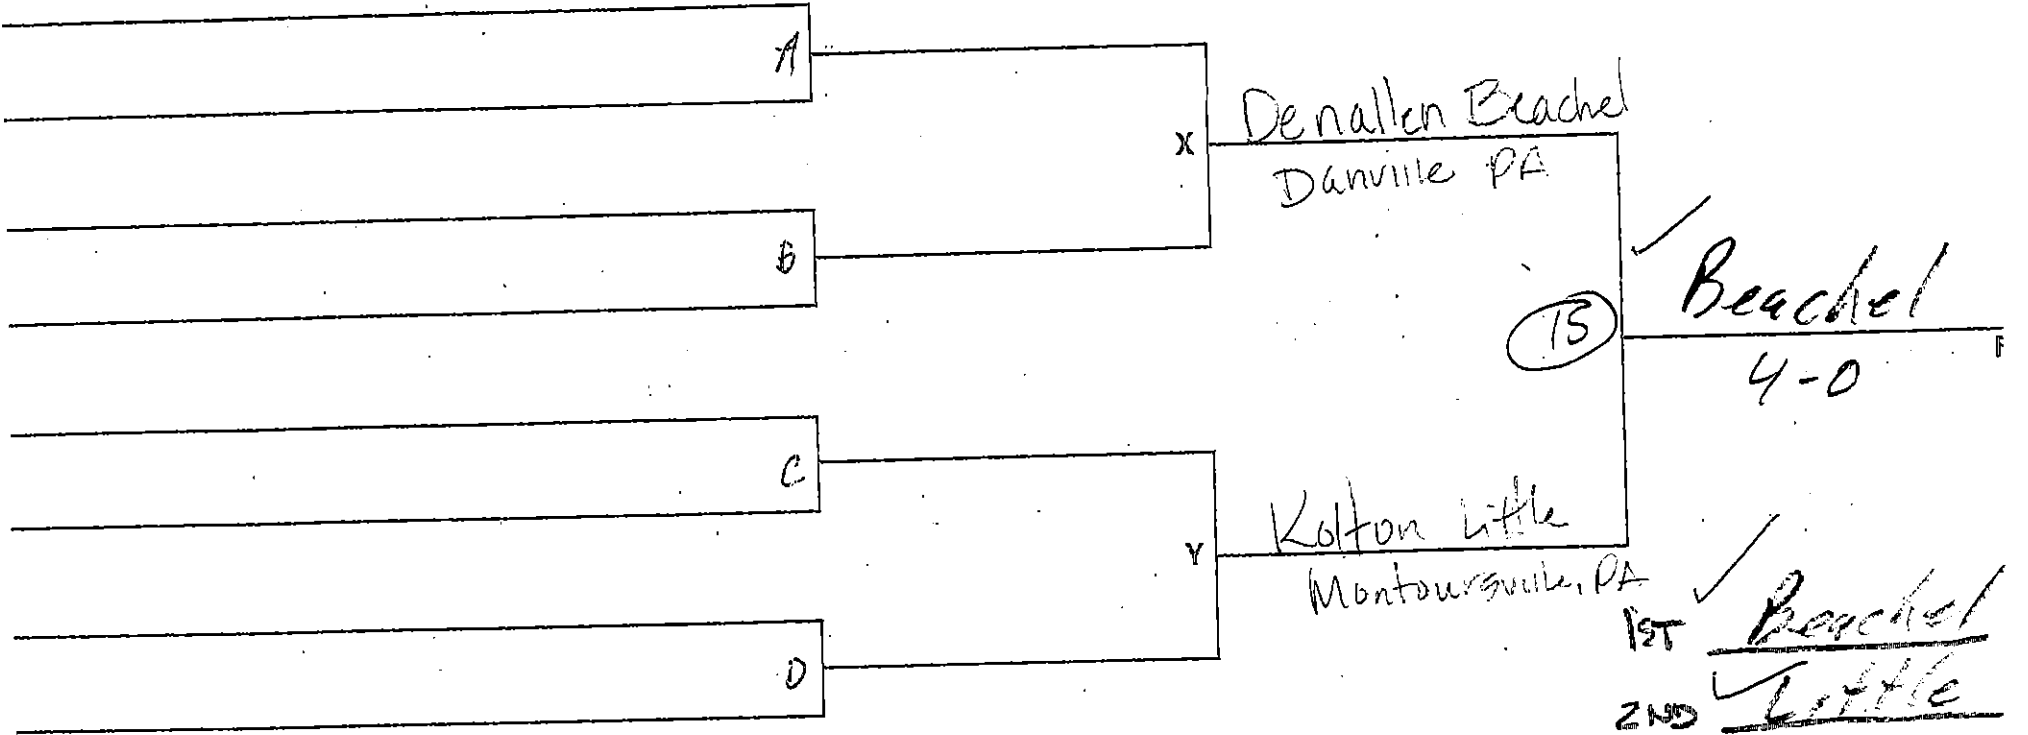 A
X
Denallen Beachel
Danville PA
B
Beachel
15
4-0
F
C
Kolton Little
Y
Montoursville, PA
1ST Beachel
D
2ND Little